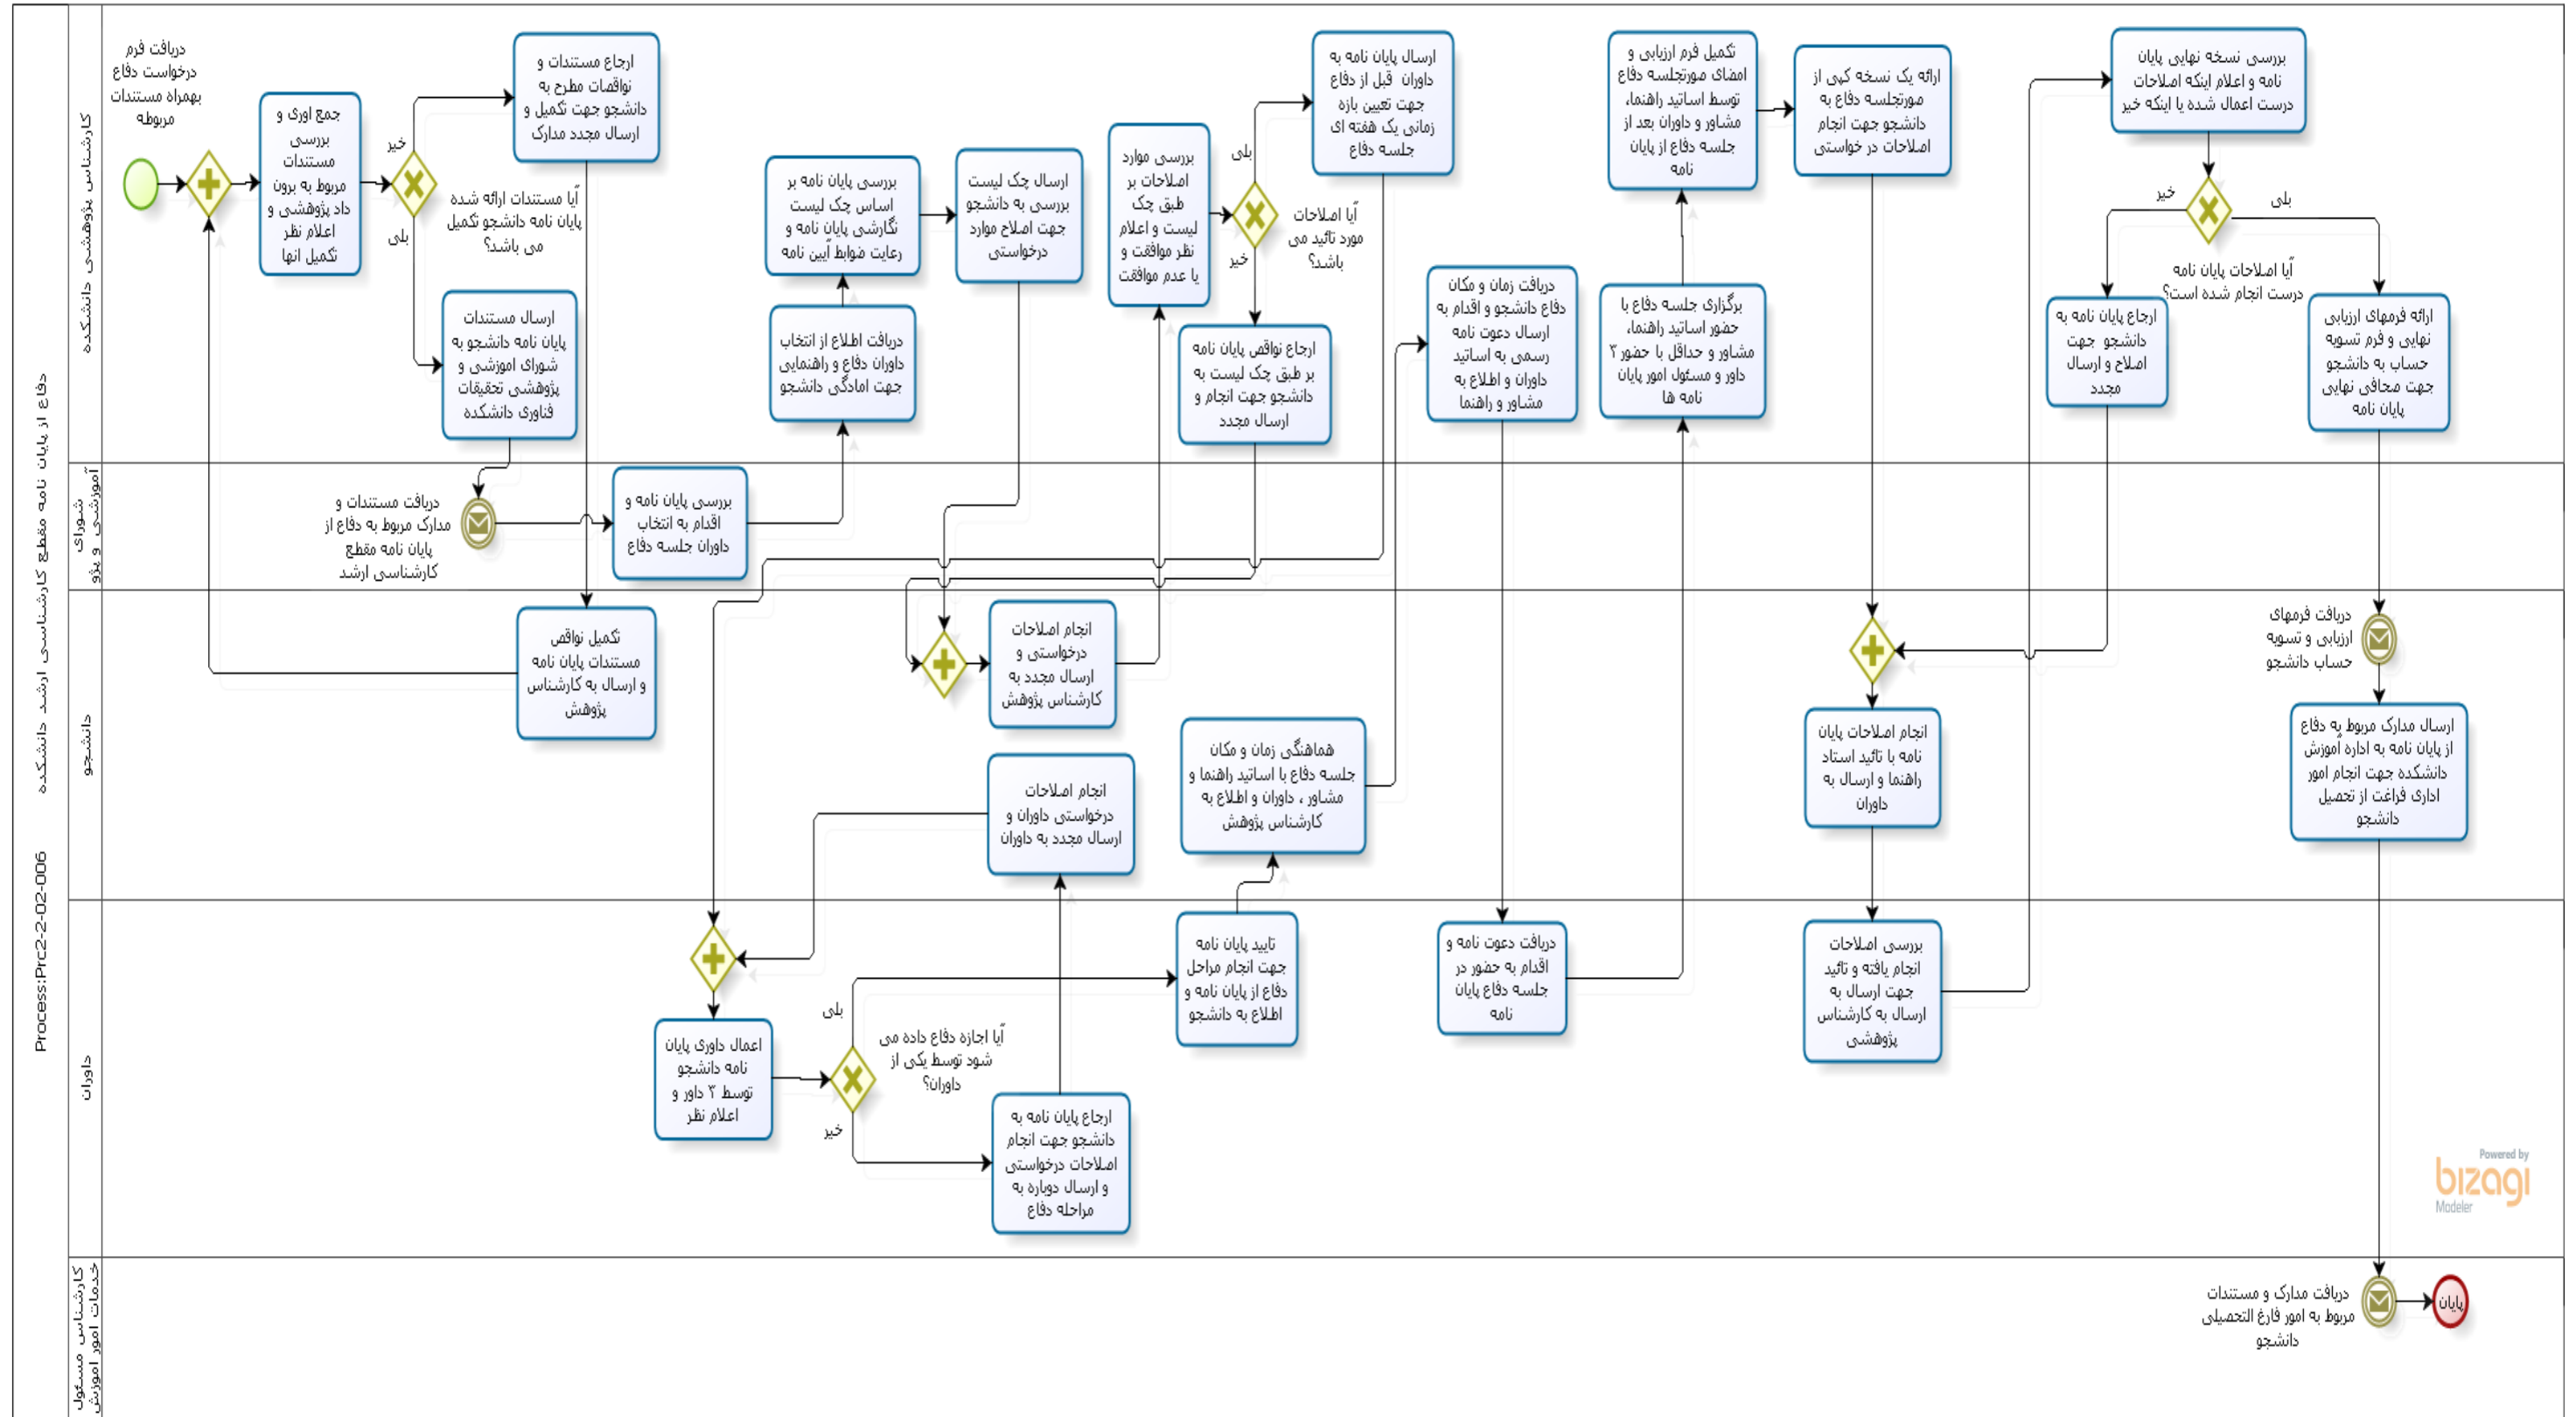 دفاع از پایان نامه مقطع کارشناسی ارشد دانشکده
Process:Prc2-2-02-006
کارشناس پژوهشی دانشکده
دریافت فرم
درخواست دفاع
بهمراه مستندات
مربوطه
جمع اوری و
بررسی
مستندات
مربوط به برون
داد پژوهشی و
اعلام نظر
تکمیل انها
خیر
بلی
آیا مستندات ارائه شده
پایان نامه دانشجو تکمیل
می باشد؟
ارجاع مستندات و
نواقصات مطرح به
دانشجو جهت تکمیل و
ارسال مجدد مدارک
ارسال مستندات
پایان نامه دانشجو به
شورای اموزشی و
پژوهشی تحقیقات
فناوری دانشکده
بررسی پایان نامه بر
اساس چک لیست
نگارشی پایان نامه و
رعایت ضوابط آیین نامه
دریافت اطلاع از انتخاب
داوران دفاع و راهنمایی
جهت امادگی دانشجو
ارسال چک لیست
بررسی به دانشجو
جهت اصلاح موارد
درخواستی
بررسی موارد
اصلاحات بر
طبق چک
لیست و اعلام
نظر موافقت و
یا عدم موافقت
بلی
خیر
آیا اصلاحات
مورد تائید می
باشد؟
ارسال پایان نامه به
داوران قبل از دفاع
جهت تعیین بازه
زمانی یک هفته ای
جلسه دفاع
ارجاع نواقص پایان نامه
بر طبق چک لیست به
دانشجو جهت انجام و
ارسال مجدد
دریافت زمان و مکان
دفاع دانشجو و اقدام به
ارسال دعوت نامه
رسمی به اساتید
داوران و اطلاع به
مشاور و راهنما
تکمیل فرم ارزیابی و
امضای صورتجلسه دفاع
توسط اساتید راهنما،
مشاور و داوران بعد از
جلسه دفاع از پایان
نامه
برگزاری جلسه دفاع با
حضور اساتید راهنما،
مشاور و حداقل با حضور ۳
داور و مسئول امور پایان
نامه ها
ارائه یک نسخه کپی از
صورتجلسه دفاع به
دانشجو جهت انجام
اصلاحات در خواستی
بررسی نسخه نهایی پایان
نامه و اعلام اینکه اصلاحات
درست اعمال شده یا اینکه خیر
خیر
بلی
آیا اصلاحات پایان نامه
درست انجام شده است؟
ارجاع پایان نامه به
دانشجو جهت
اصلاح و ارسال
مجدد
ارائه فرمهای ارزیابی
نهایی و فرم تسویه
حساب به دانشجو
جهت صحافی نهایی
پایان نامه
شورای
آموزشی و پژو
دریافت مستندات و
مدارک مربوط به دفاع از
پایان نامه مقطع
کارشناسی ارشد
بررسی پایان نامه و
اقدام به انتخاب
داوران جلسه دفاع
دانشجو
تکمیل نواقص
مستندات پایان نامه
و ارسال به کارشناس
پژوهش
انجام اصلاحات
درخواستی و
ارسال مجدد به
کارشناس پژوهش
انجام اصلاحات
درخواستی داوران و
ارسال مجدد به داوران
هماهنگی زمان و مکان
جلسه دفاع با اساتید راهنما و
مشاور ، داوران و اطلاع به
کارشناس پژوهش
انجام اصلاحات پایان
نامه با تائید استاد
راهنما و ارسال به
داوران
دریافت فرمهای
ارزیابی و تسویه
حساب دانشجو
ارسال مدارک مربوط به دفاع
از پایان نامه به اداره آموزش
دانشکده جهت انجام امور
اداری فراغت از تحصیل
دانشجو
داوران
اعمال داوری پایان
نامه دانشجو
توسط ۳ داور و
اعلام نظر
بلی
خیر
آیا اجازه دفاع داده می
شود توسط یکی از
داوران؟
تایید پایان نامه
جهت انجام مراحل
دفاع از پایان نامه و
اطلاع به دانشجو
ارجاع پایان نامه به
دانشجو جهت انجام
اصلاحات درخواستی
و ارسال دوباره به
مراحله دفاع
دریافت دعوت نامه و
اقدام به حضور در
جلسه دفاع پایان
نامه
بررسی اصلاحات
انجام یافته و تائید
جهت ارسال به
ارسال به کارشناس
پژوهشی
Powered by
bizagi
Modeler
کارشناس مسئول
خدمات امور اموزش
دریافت مدارک و مستندات
مربوط به امور فارغ التحصیلی
دانشجو
پایان